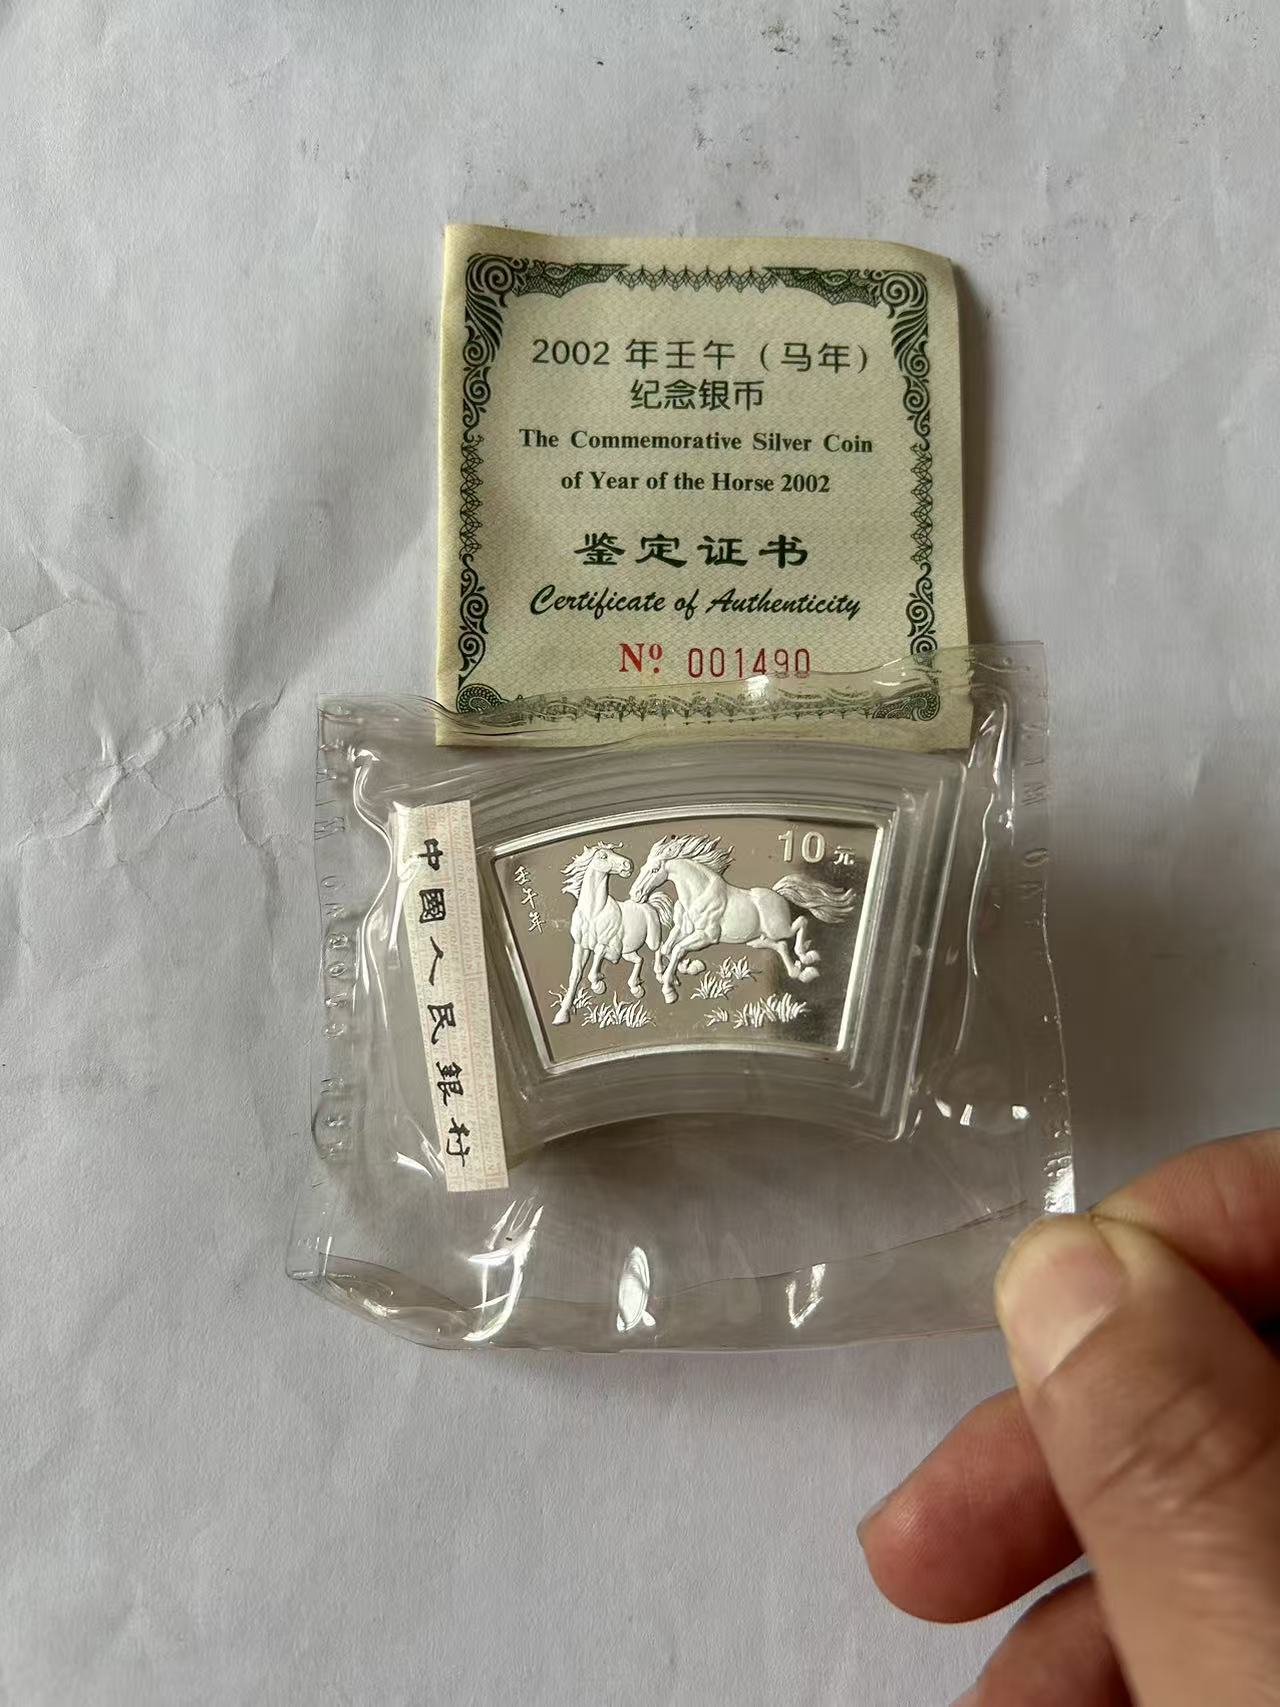 2002 年壬午（马年）
纪念银币
The Commemorative Silver Coin
of Year of the Horse 2002
鉴定证书
Certificate of Authenticity
Nº 001490
10元
壬午年
中國人民銀行